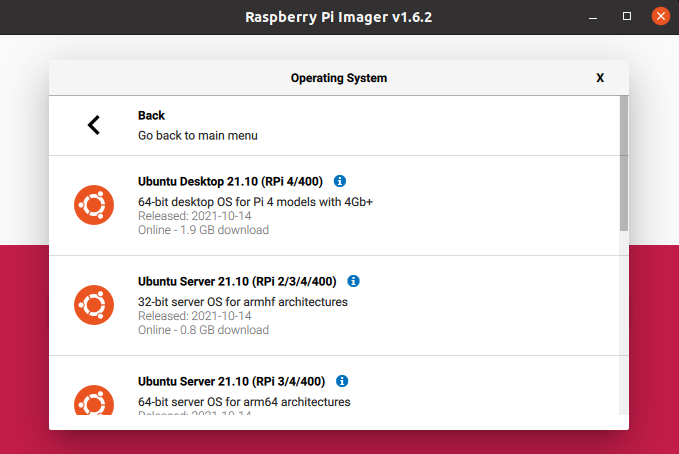 Raspberry Pi Imager v1.6.2
Operating System
X
Back
Go back to main menu
Ubuntu Desktop 21.10 (RPi 4/400)
64-bit desktop OS for Pi 4 models with 4Gb+
Released: 2021-10-14
Online - 1.9 GB download
Ubuntu Server 21.10 (RPi 2/3/4/400)
32-bit server OS for armhf architectures
Released: 2021-10-14
Online - 0.8 GB download
Ubuntu Server 21.10 (RPi 3/4/400)
64-bit server OS for arm64 architectures
Released: 2021-10-14